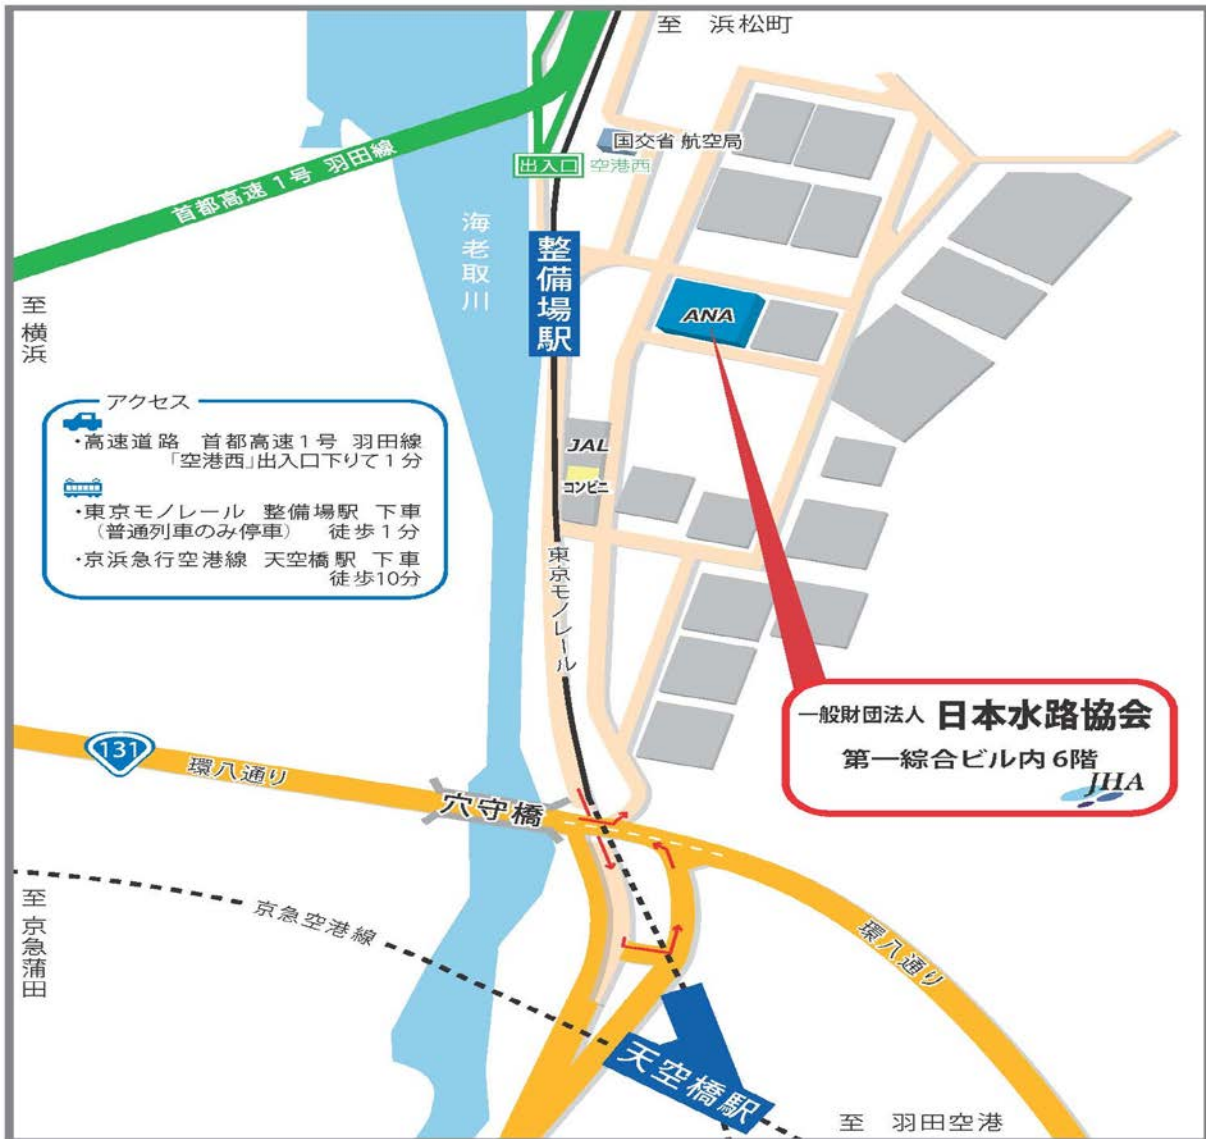 至 浜松町
国交省 航空局
出入口 空港西
首都高速1号 羽田線
海老取川
整備場駅
至 横浜
ANA
アクセス
・高速道路 首都高速1号 羽田線
「空港西」出入口下りて1分
・東京モノレール 整備場駅 下車
(普通列車のみ停車) 徒歩1分
・京浜急行空港線 天空橋駅 下車
徒歩10分
JAL
コンビニ
東京モノレール
一般財団法人 日本水路協会
第一綜合ビル内6階
JHA
131
環八通り
穴守橋
至 京急蒲田
京急空港線
環八通り
天空橋駅
至 羽田空港